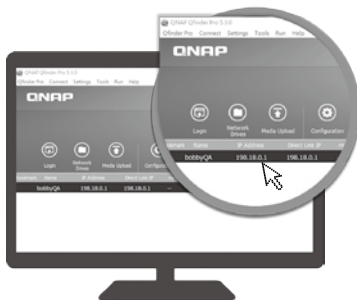 QNAP Qfinder Pro 5.3.0
Qfinder Pro Connect Settings Tools Run Help
QNAP
Login Network Drives Media Upload Configuration
Name IP Address Direct Link IP
bobbyQA 198.18.0.1 198.18.0.1
QNAP Qfinder Pro 5.3.0
Qfinder Pro Connect Settings Tools Run Help
QNAP
Login Network Drives Media Upload
Name IP Address Direct Link IP
bobbyQA 198.18.0.1 198.18.0.1 --